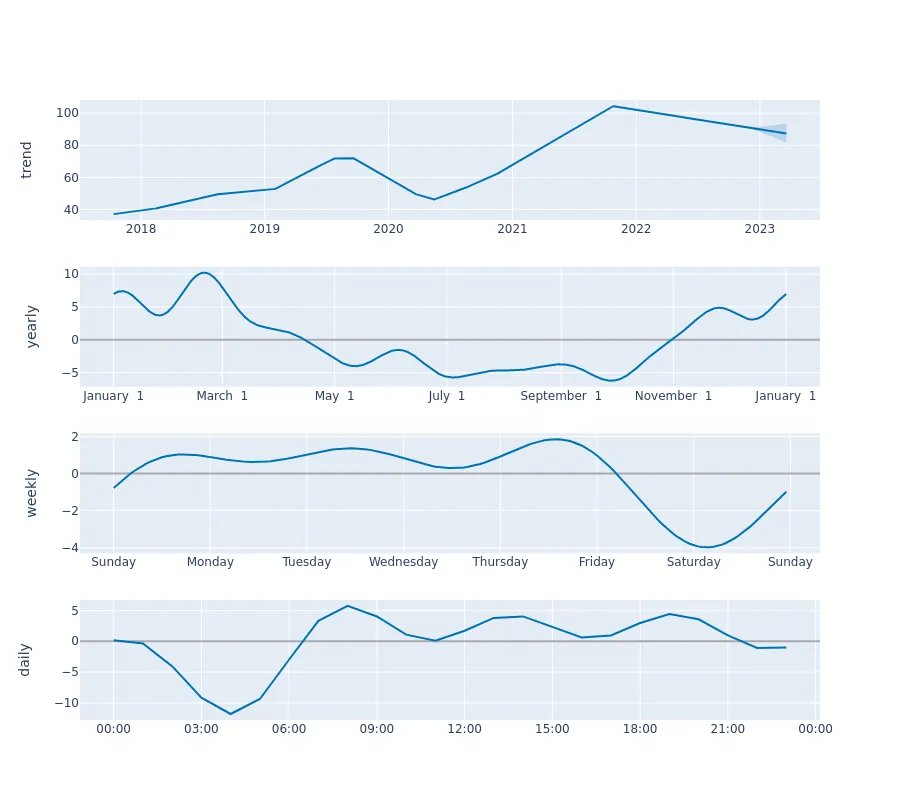 trend
100
80
60
40
2018 2019 2020 2021 2022 2023
yearly
10
5
0
−5
January 1 March 1 May 1 July 1 September 1 November 1 January 1
weekly
2
0
−2
−4
Sunday Monday Tuesday Wednesday Thursday Friday Saturday Sunday
daily
5
0
−5
−10
00:00 03:00 06:00 09:00 12:00 15:00 18:00 21:00 00:00